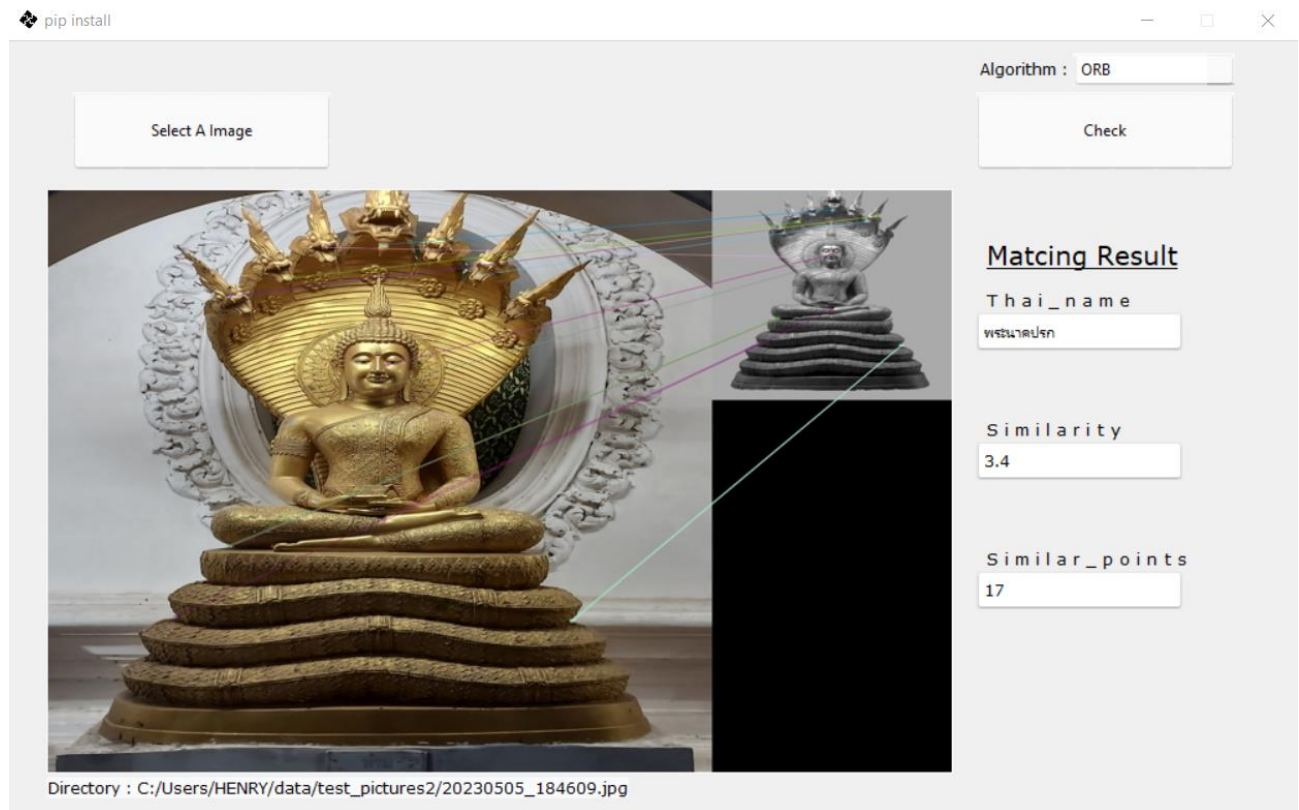 pip install
Algorithm : ORB
Select A Image
Check
Matcing Result
Thai_name
พระนาคปรก
Similarity
3.4
Similar_points
17
Directory : C:/Users/HENRY/data/test_pictures2/20230505_184609.jpg